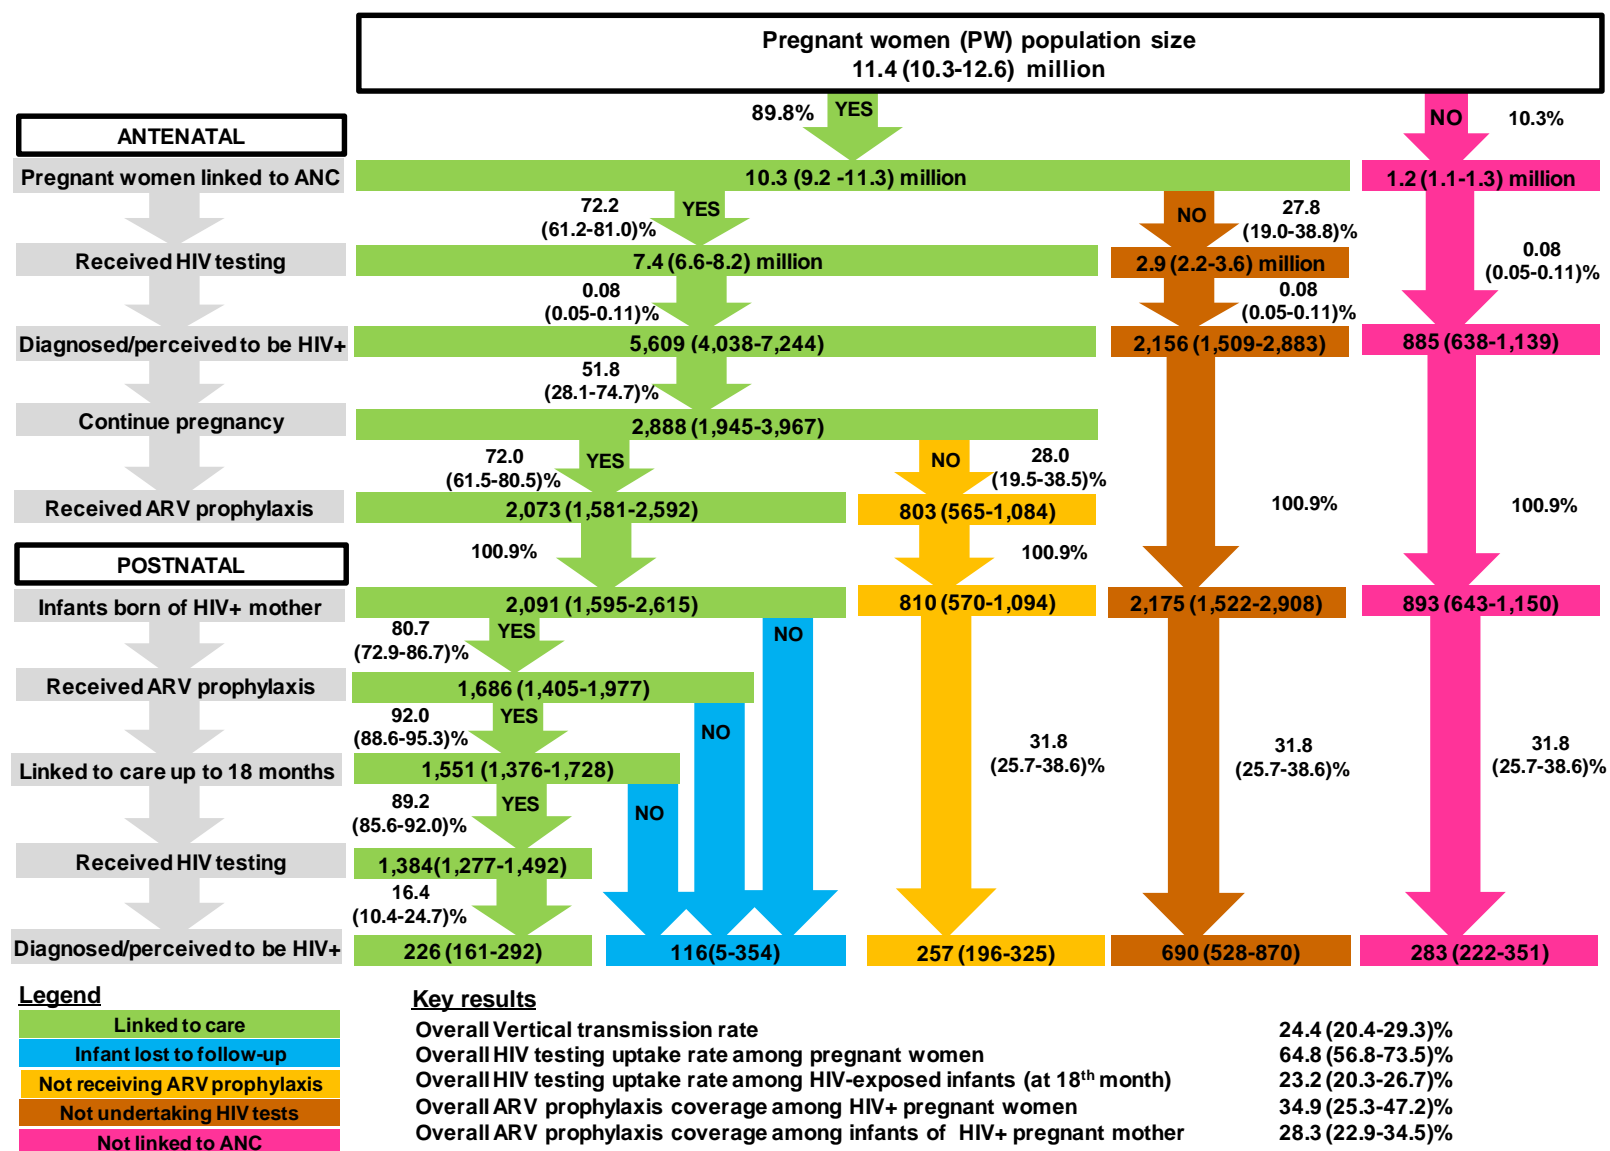 Pregnant women (PW) population size
11.4 (10.3-12.6) million
89.8%
YES
NO
10.3%
ANTENATAL
Pregnant women linked to ANC
10.3 (9.2 -11.3) million
1.2 (1.1-1.3) million
72.2
(61.2-81.0)%
YES
NO
27.8
(19.0-38.8)%
0.08
(0.05-0.11)%
Received HIV testing
7.4 (6.6-8.2) million
2.9 (2.2-3.6) million
0.08
(0.05-0.11)%
0.08
(0.05-0.11)%
Diagnosed/perceived to be HIV+
5,609 (4,038-7,244)
2,156 (1,509-2,883)
885 (638-1,139)
51.8
(28.1-74.7)%
Continue pregnancy
2,888 (1,945-3,967)
72.0
(61.5-80.5)%
YES
NO
28.0
(19.5-38.5)%
100.9%
100.9%
Received ARV prophylaxis
2,073 (1,581-2,592)
803 (565-1,084)
100.9%
100.9%
POSTNATAL
Infants born of HIV+ mother
2,091 (1,595-2,615)
810 (570-1,094)
2,175 (1,522-2,908)
893 (643-1,150)
80.7
(72.9-86.7)%
YES
NO
Received ARV prophylaxis
1,686 (1,405-1,977)
92.0
(88.6-95.3)%
YES
NO
31.8
(25.7-38.6)%
31.8
(25.7-38.6)%
31.8
(25.7-38.6)%
Linked to care up to 18 months
1,551 (1,376-1,728)
89.2
(85.6-92.0)%
YES
NO
Received HIV testing
1,384(1,277-1,492)
16.4
(10.4-24.7)%
Diagnosed/perceived to be HIV+
226 (161-292)
116(5-354)
257 (196-325)
690 (528-870)
283 (222-351)
Legend
Linked to care
Infant lost to follow-up
Not receiving ARV prophylaxis
Not undertaking HIV tests
Not linked to ANC
Key results
Overall Vertical transmission rate 24.4 (20.4-29.3)%
Overall HIV testing uptake rate among pregnant women 64.8 (56.8-73.5)%
Overall HIV testing uptake rate among HIV-exposed infants (at 18th month) 23.2 (20.3-26.7)%
Overall ARV prophylaxis coverage among HIV+ pregnant women 34.9 (25.3-47.2)%
Overall ARV prophylaxis coverage among infants of HIV+ pregnant mother 28.3 (22.9-34.5)%